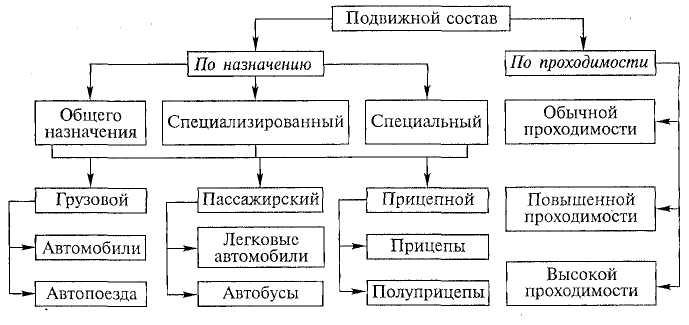 Подвижной состав
По назначению
По проходимости
Общего
назначения
Специализированный
Специальный
Обычной
проходимости
Грузовой
Пассажирский
Прицепной
Повышенной
проходимости
Автомобили
Легковые
автомобили
Прицепы
Автопоезда
Автобусы
Полуприцепы
Высокой
проходимости